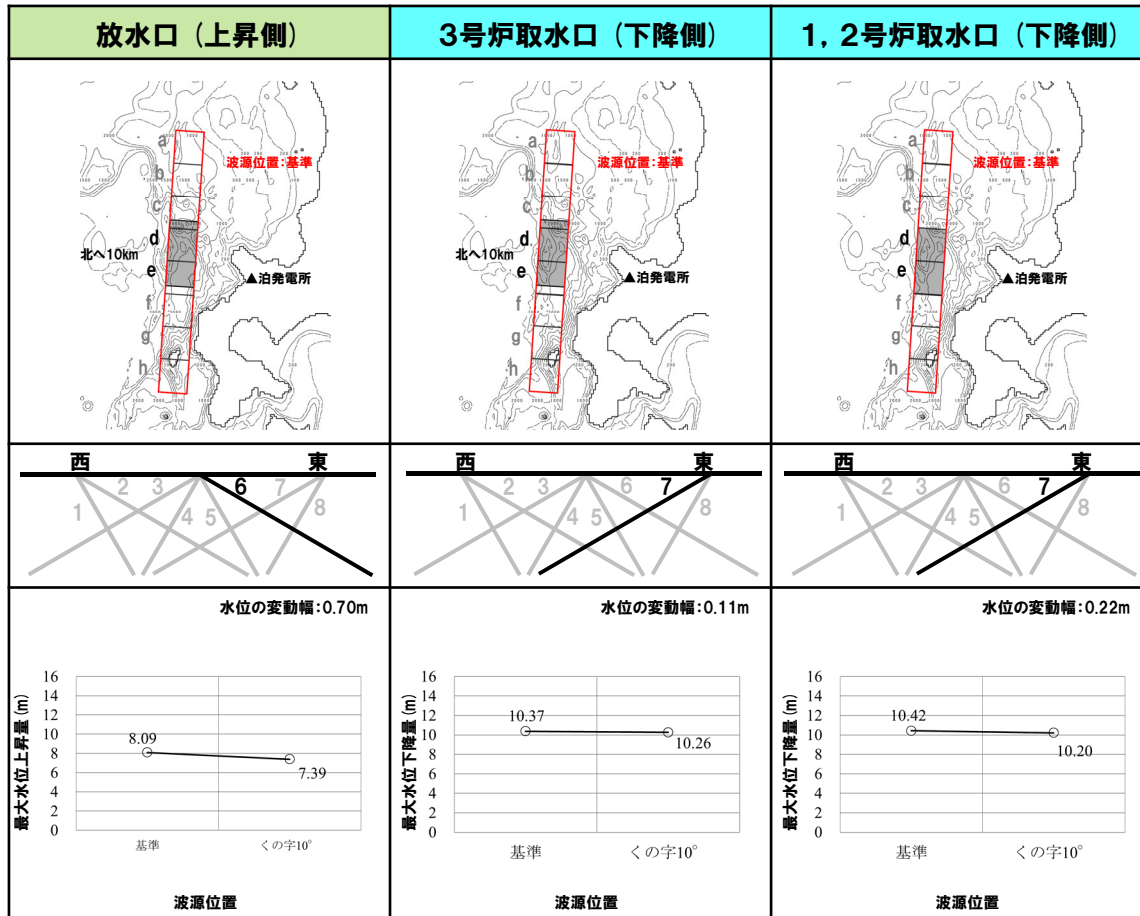 放水口（上昇側）
3号炉取水口（下降側）
1，2号炉取水口（下降側）
a
b
c
d
e
f
g
h
波源位置:基準
北へ10km
▲泊発電所
a
b
c
d
e
f
g
h
波源位置:基準
北へ10km
▲泊発電所
a
b
c
d
e
f
g
h
波源位置:基準
▲泊発電所
西 東
1 2 3 4 5 6 7 8
西 東
1 2 3 4 5 6 7 8
西 東
1 2 3 4 5 6 7 8
水位の変動幅:0.70m
最大水位上昇量(m)
16
14
12
10
8
6
4
2
0
8.09
7.39
基準 くの字10°
波源位置
水位の変動幅:0.11m
最大水位下降量(m)
16
14
12
10
8
6
4
2
0
10.37
10.26
基準 くの字10°
波源位置
水位の変動幅:0.22m
最大水位下降量(m)
16
14
12
10
8
6
4
2
0
10.42
10.20
基準 くの字10°
波源位置